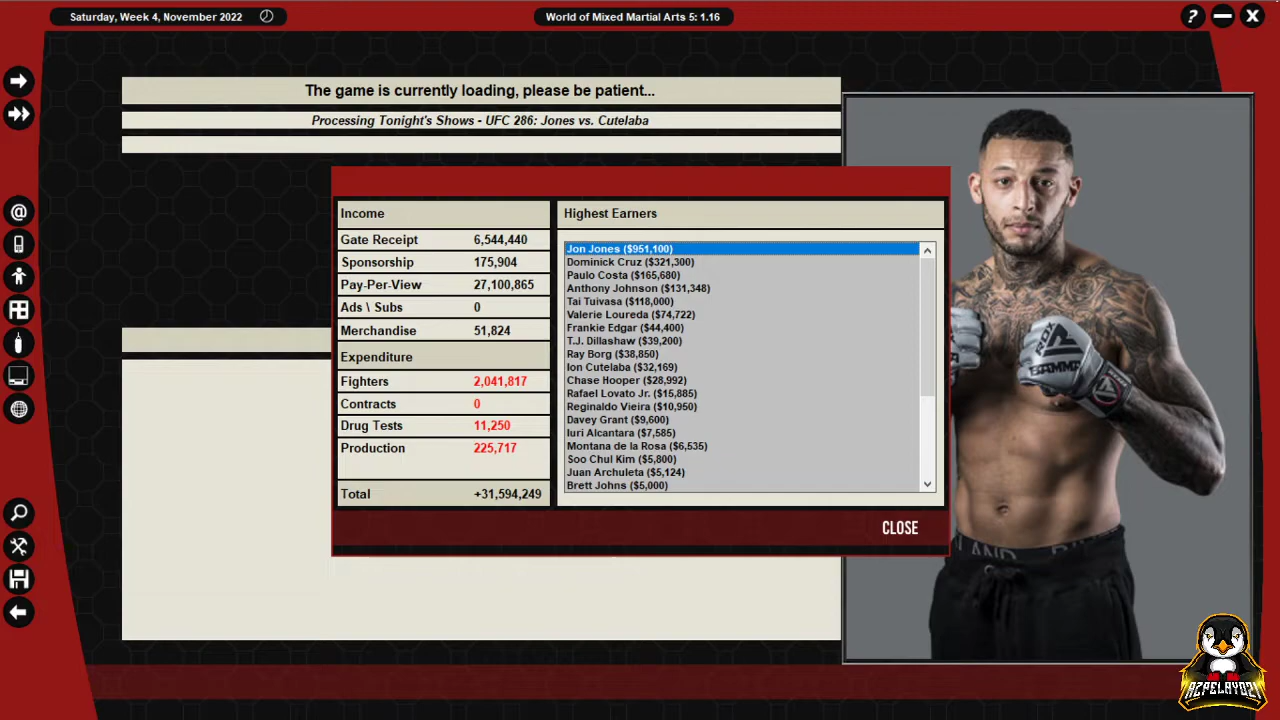 Saturday, Week 4, November 2022
World of Mixed Martial Arts 5: 1.16
?
X
The game is currently loading, please be patient...
Processing Tonight's Shows - UFC 286: Jones vs. Cutelaba
Income
Gate Receipt 6,544,440
Sponsorship 175,904
Pay-Per-View 27,100,865
Ads \ Subs 0
Merchandise 51,824
Expenditure
Fighters 2,041,817
Contracts 0
Drug Tests 11,250
Production 225,717
Total +31,594,249
Highest Earners
Jon Jones ($951,100)
Dominick Cruz ($321,300)
Paulo Costa ($165,680)
Anthony Johnson ($131,348)
Tai Tuivasa ($118,000)
Valerie Loureda ($74,722)
Frankie Edgar ($44,400)
T.J. Dillashaw ($39,200)
Ray Borg ($38,850)
Ion Cutelaba ($32,169)
Chase Hooper ($28,992)
Rafael Lovato Jr. ($15,885)
Reginaldo Vieira ($10,950)
Davey Grant ($9,600)
Iuri Alcantara ($7,585)
Montana de la Rosa ($6,535)
Soo Chul Kim ($5,800)
Juan Archuleta ($5,124)
Brett Johns ($5,000)
CLOSE
@
RDX
BAMMA
AZPELAYO21